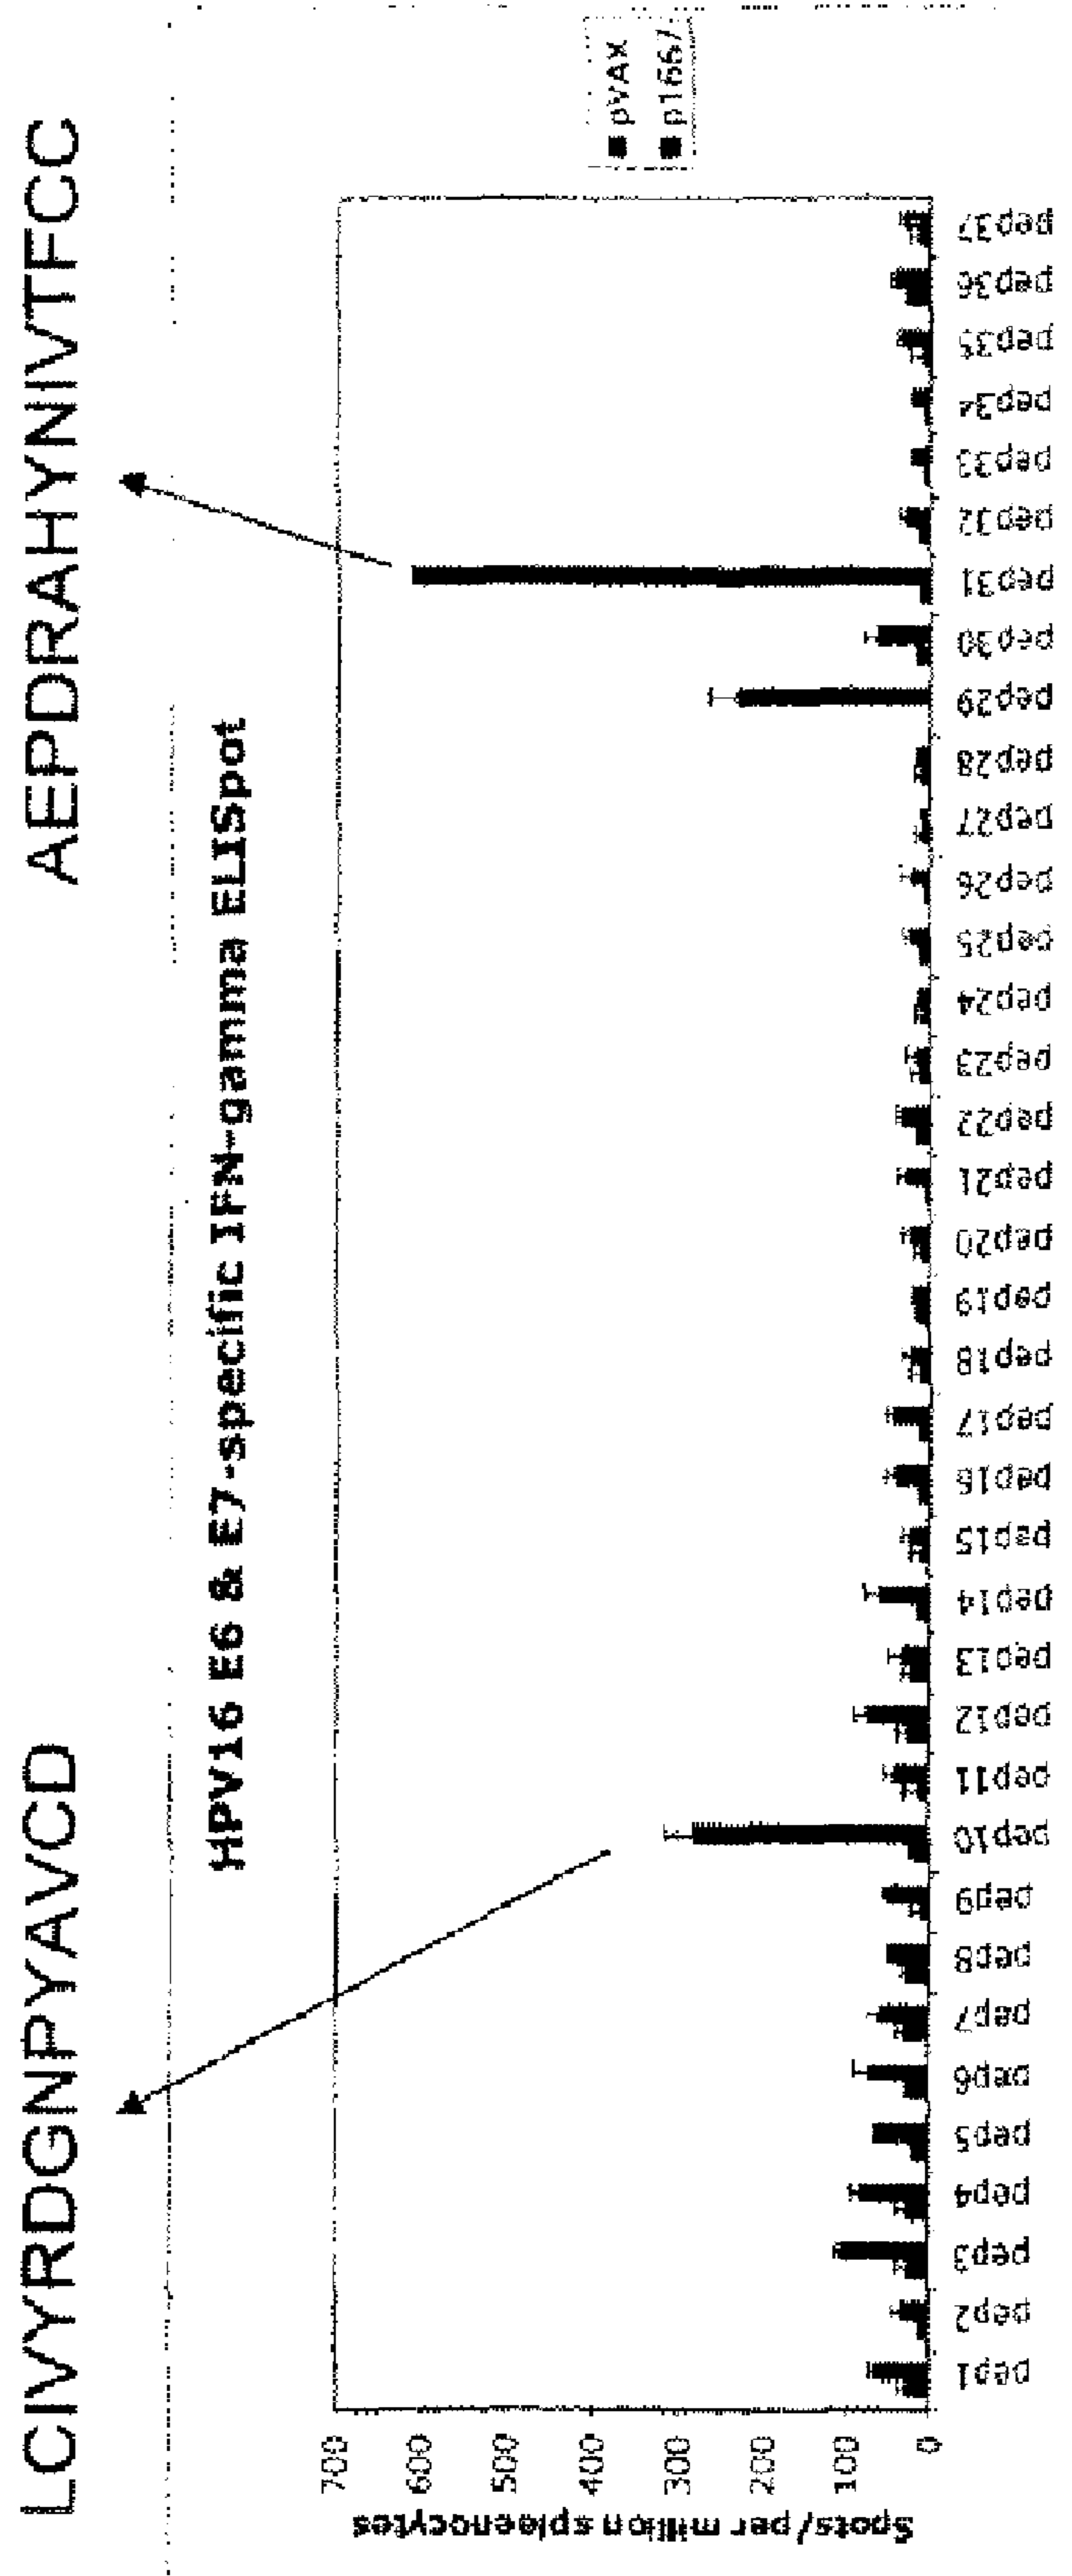 LCIVYRDGNPYAVCD
AEPDRAHYNIVTFCC
HPV16 E6 & E7-specific IFN-gamma ELISpot
Spots/per million spleenocytes
700
600
500
400
300
200
100
0
pep1
pep2
pep3
pep4
pep5
pep6
pep7
pep8
pep9
pep10
pep11
pep12
pep13
pep14
pep15
pep16
pep17
pep18
pep19
pep20
pep21
pep22
pep23
pep24
pep25
pep26
pep27
pep28
pep29
pep30
pep31
pep32
pep33
pep34
pep35
pep36
pep37
pVAX
p1667